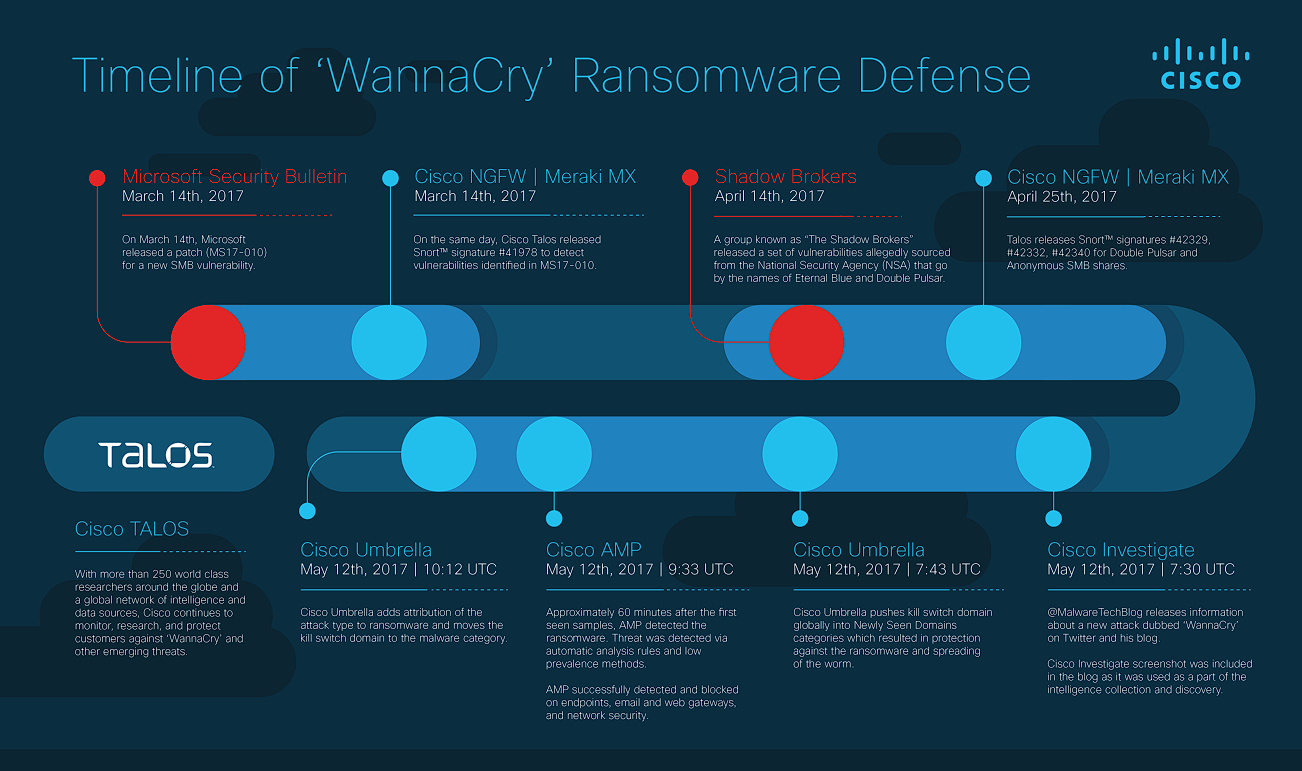 Timeline of ‘WannaCry’ Ransomware Defense
CISCO
Microsoft Security Bulletin
March 14th, 2017
On March 14th, Microsoft
released a patch (MS17-010)
for a new SMB vulnerability.
Cisco NGFW | Meraki MX
March 14th, 2017
On the same day, Cisco Talos released
Snort™ signature #41978 to detect
vulnerabilities identified in MS17-010.
Shadow Brokers
April 14th, 2017
A group known as “The Shadow Brokers”
released a set of vulnerabilities allegedly sourced
from the National Security Agency (NSA) that go
by the names of Eternal Blue and Double Pulsar.
Cisco NGFW | Meraki MX
April 25th, 2017
Talos releases Snort™ signatures #42329,
#42332, #42340 for Double Pulsar and
Anonymous SMB shares.
TALOS
Cisco TALOS
With more than 250 world class
researchers around the globe and
a global network of intelligence and
data sources, Cisco continues to
monitor, research, and protect
customers against ‘WannaCry’ and
other emerging threats.
Cisco Umbrella
May 12th, 2017 | 10:12 UTC
Cisco Umbrella adds attribution of the
attack type to ransomware and moves the
kill switch domain to the malware category.
Cisco AMP
May 12th, 2017 | 9:33 UTC
Approximately 60 minutes after the first
seen samples, AMP detected the
ransomware. Threat was detected via
automatic analysis rules and low
prevalence methods.
AMP successfully detected and blocked
on endpoints, email and web gateways,
and network security.
Cisco Umbrella
May 12th, 2017 | 7:43 UTC
Cisco Umbrella pushes kill switch domain
globally into Newly Seen Domains
categories which resulted in protection
against the ransomware and spreading
of the worm.
Cisco Investigate
May 12th, 2017 | 7:30 UTC
@MalwareTechBlog releases information
about a new attack dubbed ‘WannaCry’
on Twitter and his blog.
Cisco Investigate screenshot was included
in the blog as it was used as a part of the
intelligence collection and discovery.